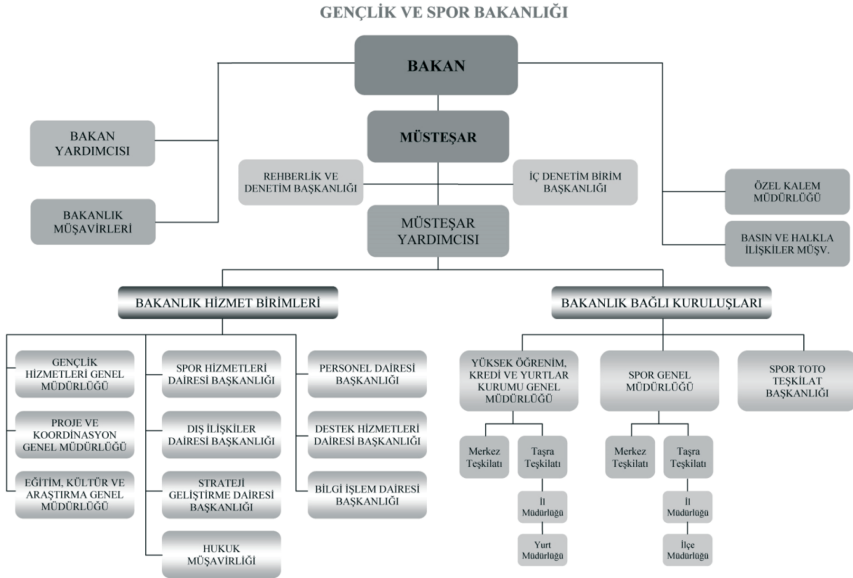 GENÇLİK VE SPOR BAKANLIĞI
BAKAN
BAKAN
YARDIMCISI
MÜSTEŞAR
REHBERLİK VE
DENETİM BAŞKANLIĞI
İÇ DENETİM BİRİM
BAŞKANLIĞI
ÖZEL KALEM
MÜDÜRLÜĞÜ
BAKANLIK
MÜŞAVİRLERİ
MÜSTEŞAR
YARDIMCISI
BASIN VE HALKLA
İLİŞKİLER MÜŞV.
BAKANLIK HİZMET BİRİMLERİ
BAKANLIK BAĞLI KURULUŞLARI
GENÇLİK
HİZMETLERİ GENEL
MÜDÜRLÜĞÜ
SPOR HİZMETLERİ
DAİRESİ BAŞKANLIĞI
PERSONEL DAİRESİ
BAŞKANLIĞI
YÜKSEK ÖĞRENİM,
KREDİ VE YURTLAR
KURUMU GENEL
MÜDÜRLÜĞÜ
SPOR GENEL
MÜDÜRLÜĞÜ
SPOR TOTO
TEŞKİLAT
BAŞKANLIĞI
PROJE VE
KOORDİNASYON
GENEL MÜDÜRLÜĞÜ
DIŞ İLİŞKİLER
DAİRESİ BAŞKANLIĞI
DESTEK HİZMETLERİ
DAİRESİ BAŞKANLIĞI
Merkez
Teşkilatı
Taşra
Teşkilatı
Merkez
Teşkilatı
Taşra
Teşkilatı
EĞİTİM, KÜLTÜR VE
ARAŞTIRMA GENEL
MÜDÜRLÜĞÜ
STRATEJİ
GELİŞTİRME DAİRESİ
BAŞKANLIĞI
BİLGİ İŞLEM DAİRESİ
BAŞKANLIĞI
İl
Müdürlüğü
İl
Müdürlüğü
HUKUK
MÜŞAVİRLİĞİ
Yurt
Müdürlüğü
İlçe
Müdürlüğü